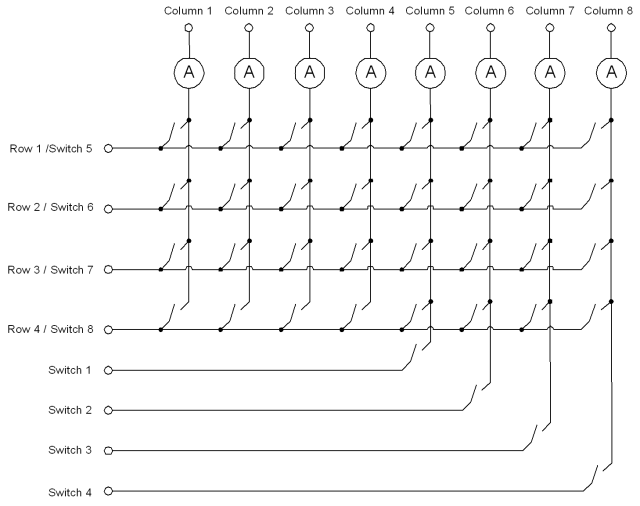 Column 1 Column 2 Column 3 Column 4 Column 5 Column 6 Column 7 Column 8
A A A A A A A A
Row 1 /Switch 5
Row 2 / Switch 6
Row 3 / Switch 7
Row 4 / Switch 8
Switch 1
Switch 2
Switch 3
Switch 4